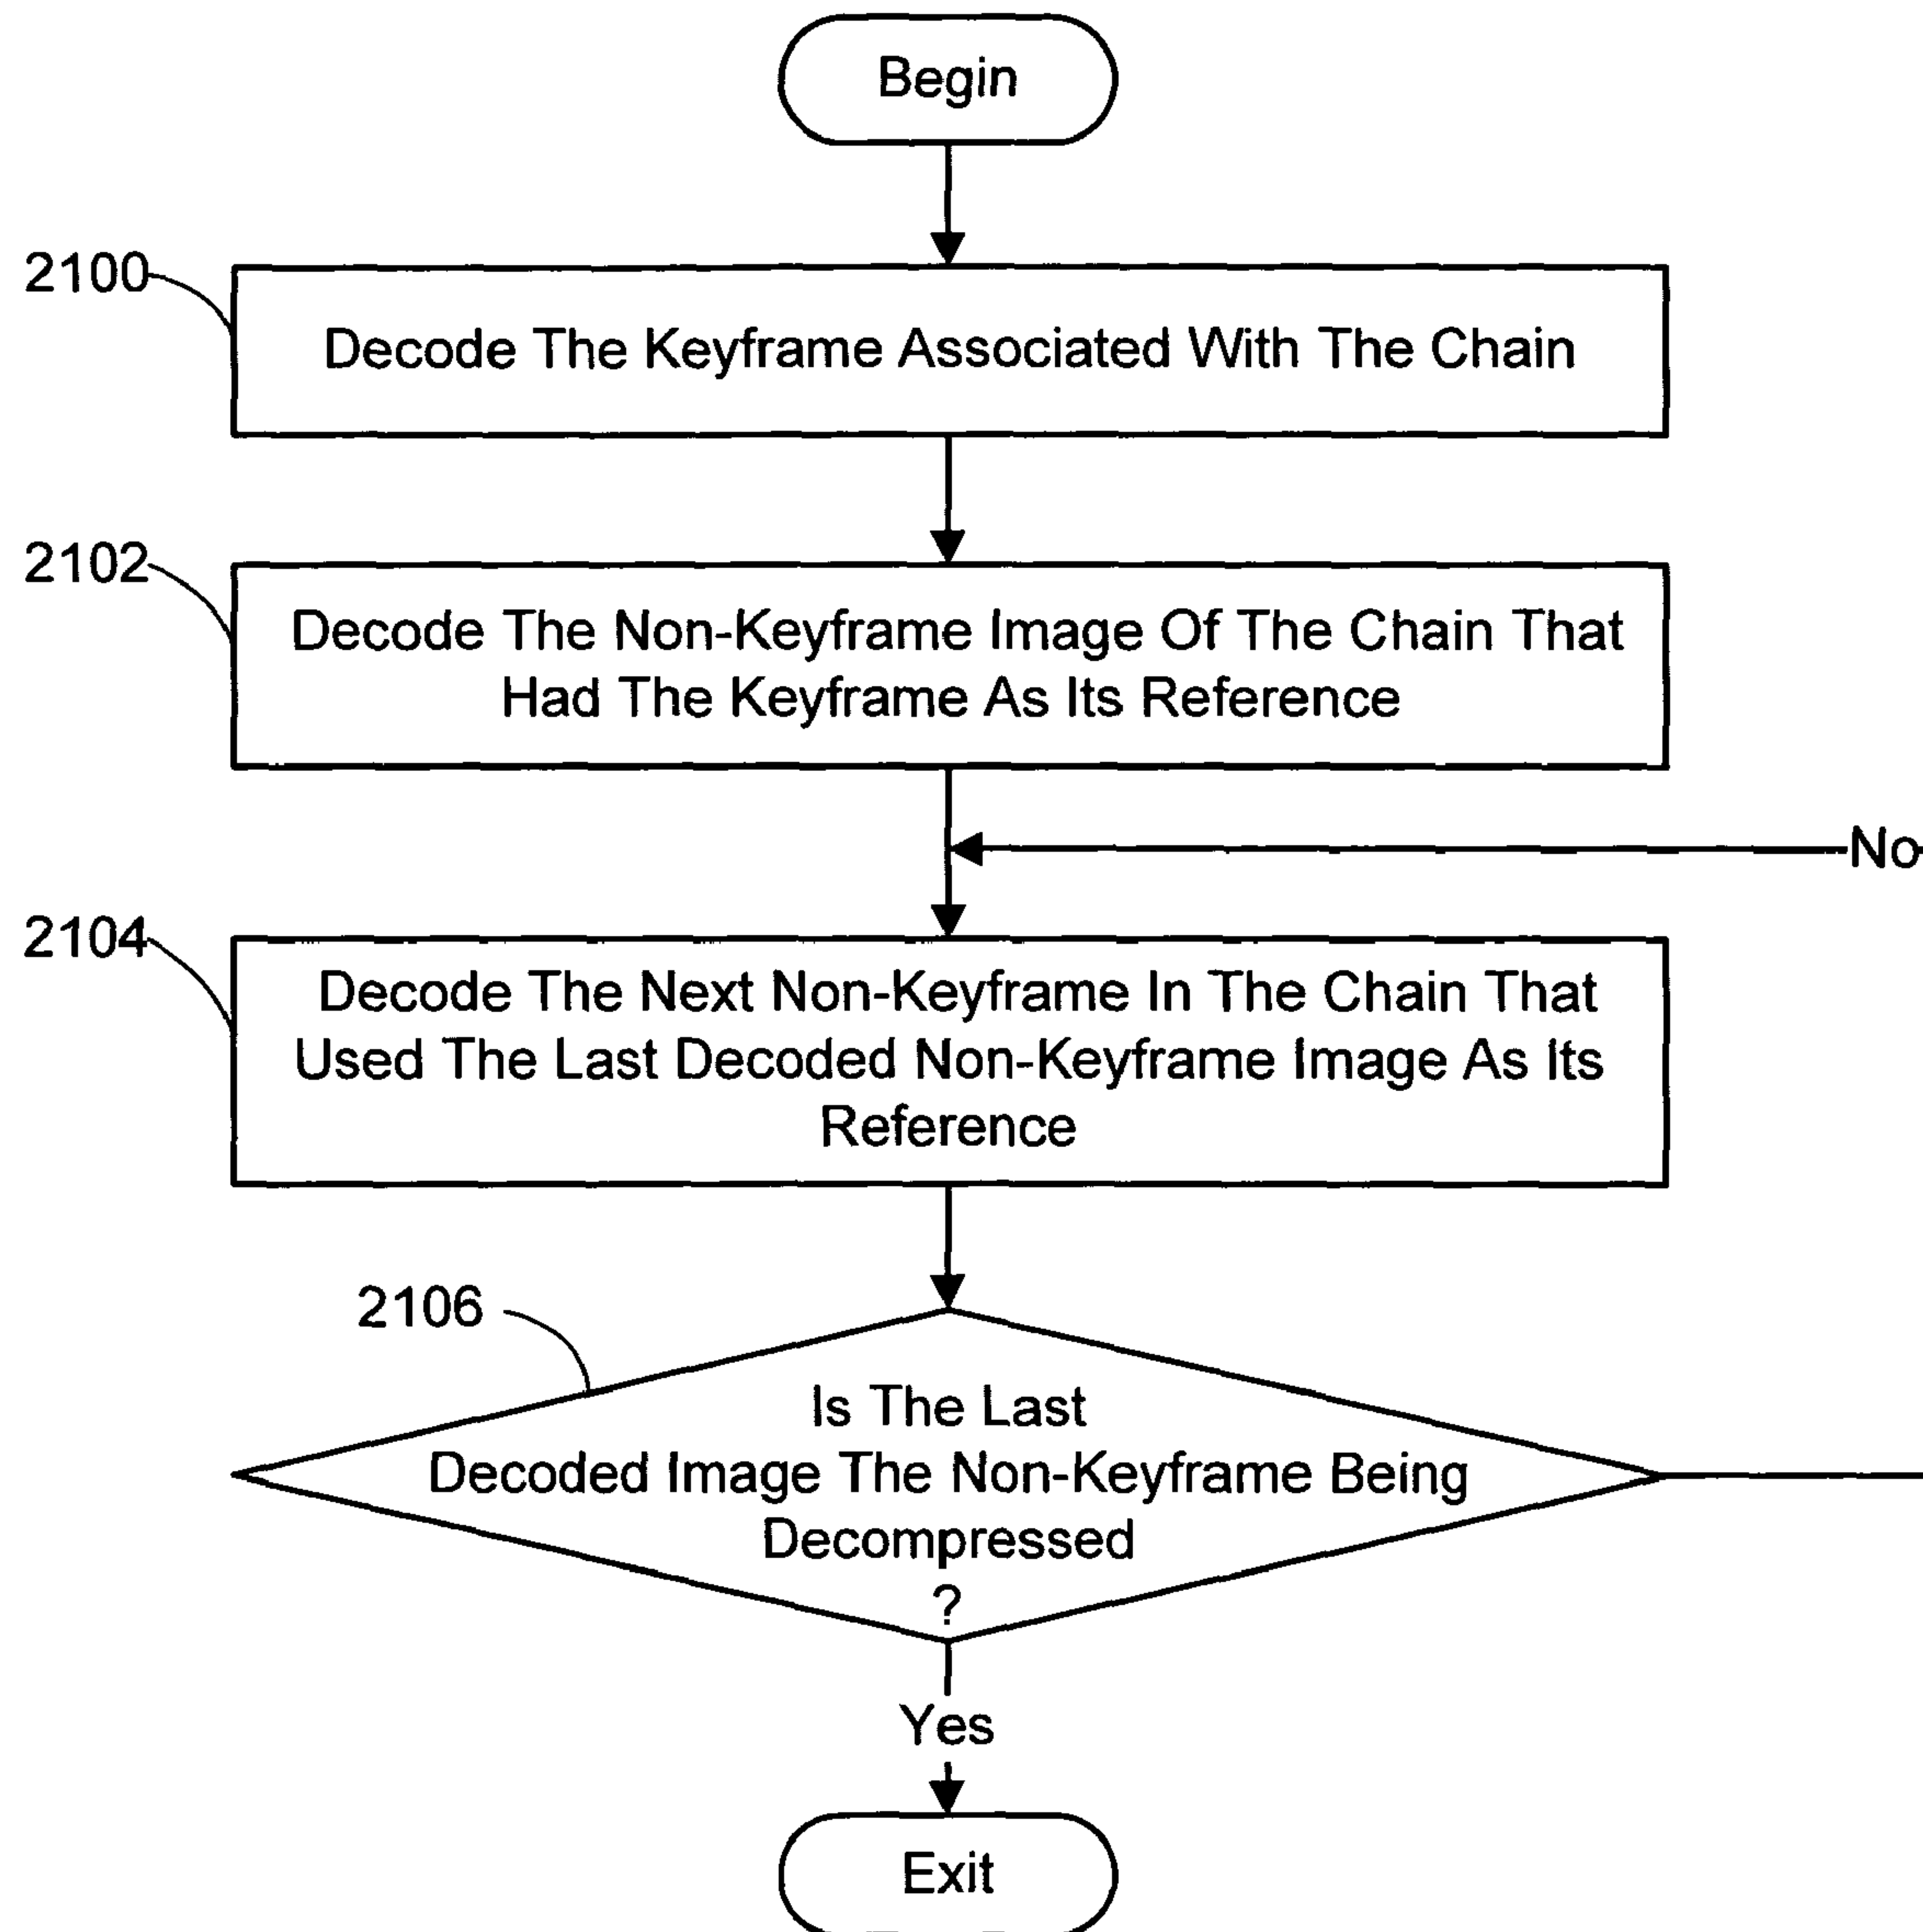 Begin
2100
Decode The Keyframe Associated With The Chain
2102
Decode The Non-Keyframe Image Of The Chain That
Had The Keyframe As Its Reference
No
2104
Decode The Next Non-Keyframe In The Chain That
Used The Last Decoded Non-Keyframe Image As Its
Reference
2106
Is The Last
Decoded Image The Non-Keyframe Being
Decompressed
?
Yes
Exit